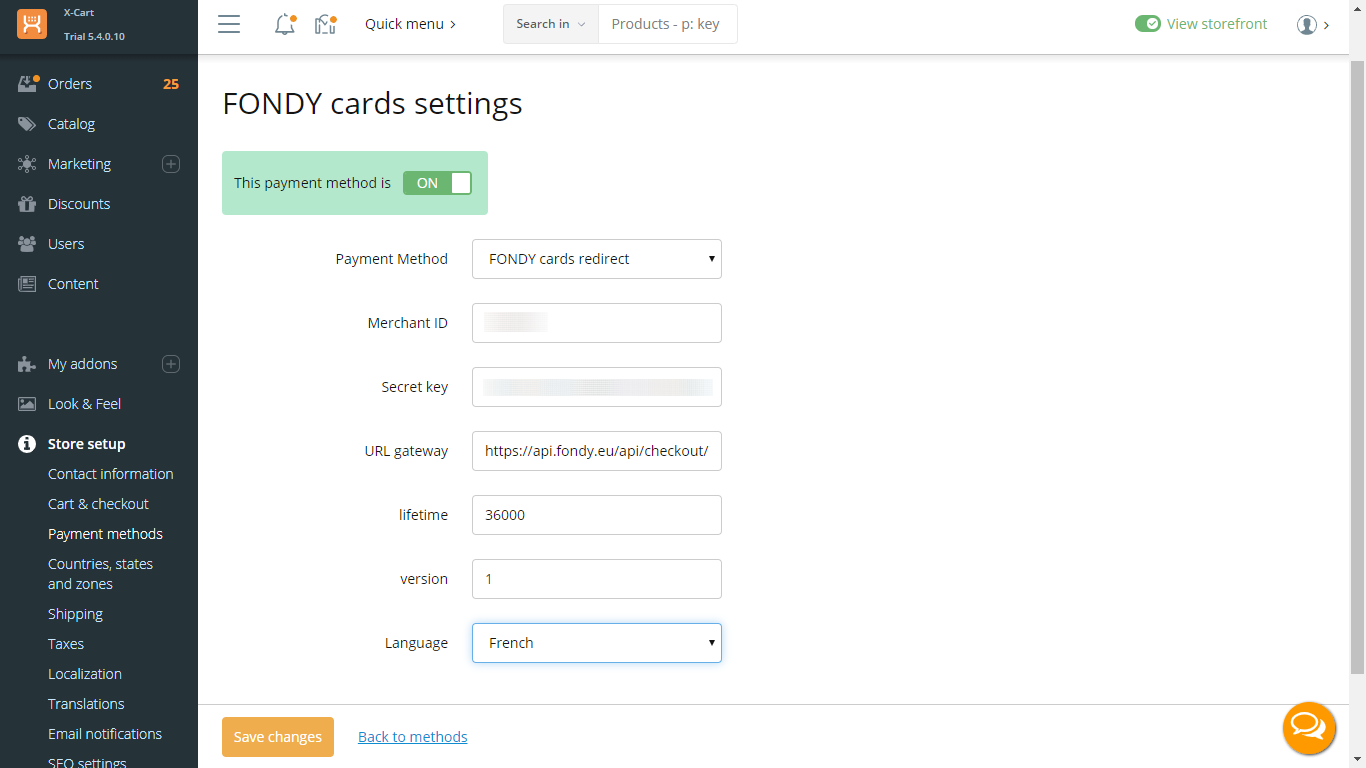 X-Cart
Trial 5.4.0.10
Quick menu
Search in
Products - p: key
View storefront
Orders 25
Catalog
Marketing
Discounts
Users
Content
My addons
Look & Feel
Store setup
Contact information
Cart & checkout
Payment methods
Countries, states
and zones
Shipping
Taxes
Localization
Translations
Email notifications
SEO settings
FONDY cards settings
This payment method is ON
Payment Method FONDY cards redirect
Merchant ID
Secret key
URL gateway https://api.fondy.eu/api/checkout/
lifetime 36000
version 1
Language French
Save changes
Back to methods